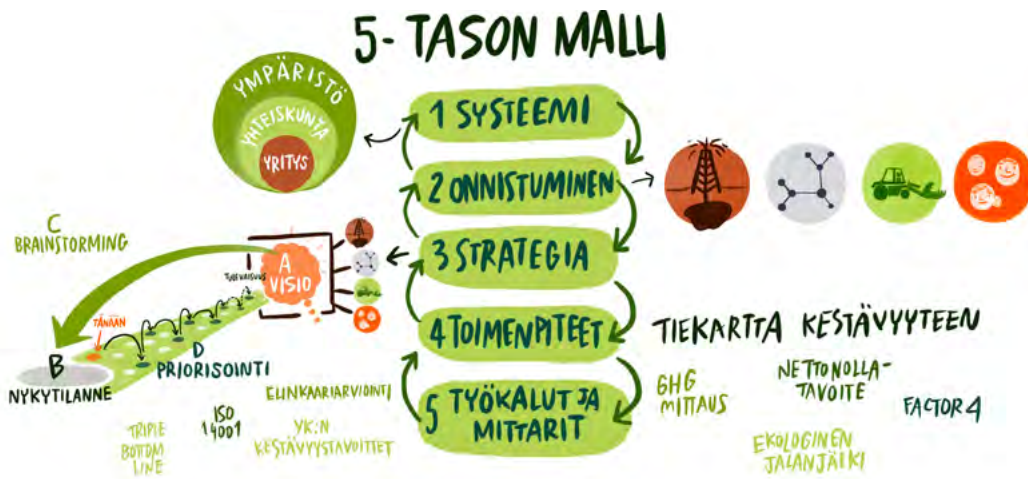 5-TASON MALLI
YMPÄRISTÖ
YHTEISKUNTA
YRITYS
1 SYSTEEMI
2 ONNISTUMINEN
3 STRATEGIA
4 TOIMENPITEET
5 TYÖKALUT JA
MITTARIT
C
BRAINSTORMING
A
VISIO
TULEVAISUUS
TÄNÄÄN
B
NYKYTILANNE
D
PRIORISOINTI
ELINKAARIARVIOINTI
ISO
14001
TRIPLE
BOTTOM
LINE
YK:N
KESTÄVYYSTAVOITTET
TIEKARTTA KESTÄVYYTEEN
GHG
MITTAUS
NETTONOLLA-
TAVOITE
FACTOR 4
EKOLOGINEN
JALANJÄLKI